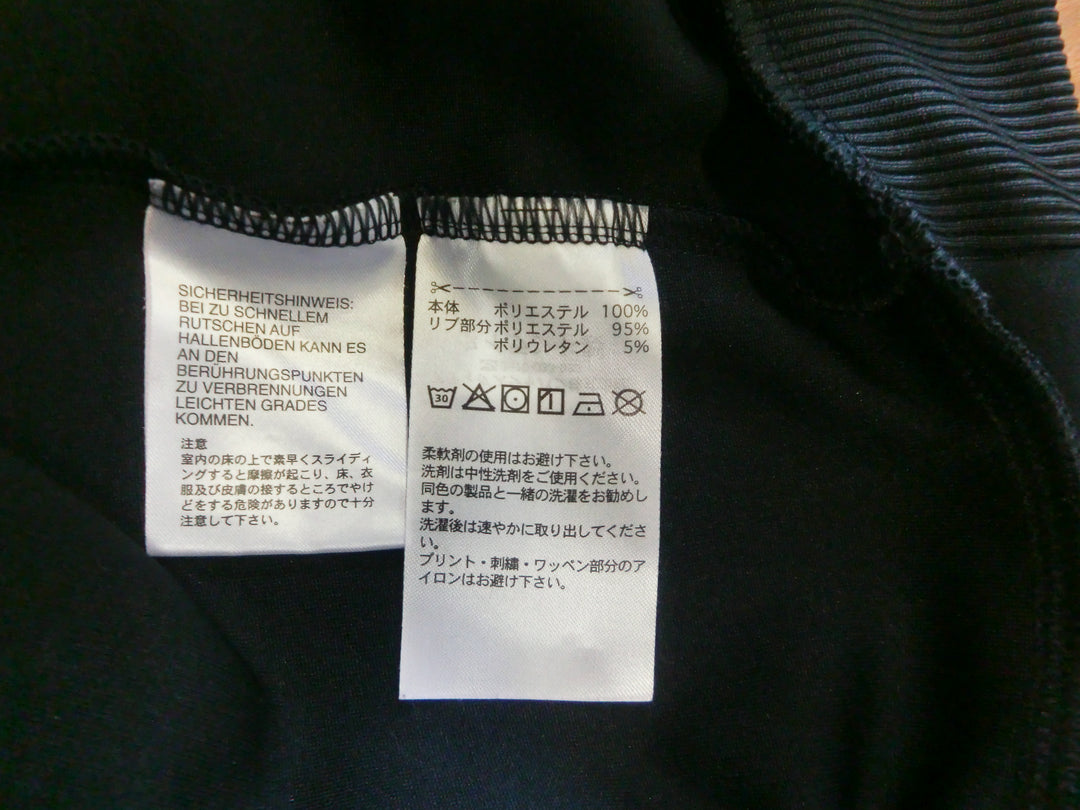 SICHERHEITSHINWEIS:
BEI ZU SCHNELLEM
RUTSCHEN AUF
HALLENBÖDEN KANN ES
AN DEN
BERÜHRUNGSPUNKTEN
ZU VERBRENNUNGEN
LEICHTEN GRADES
KOMMEN.
注意
室内の床の上で素早くスライディ
ングすると摩擦が起こり、床、衣
服及び皮膚の接するところでやけ
どをする危険がありますので十分
注意して下さい。
本体 ポリエステル 100%
リブ部分 ポリエステル 95%
ポリウレタン 5%
30
柔軟剤の使用はお避け下さい。
洗剤は中性洗剤をご使用ください。
同色の製品と一緒の洗濯をお勧めし
ます。
洗濯後は速やかに取り出してくださ
い。
プリント・刺繍・ワッペン部分のア
イロンはお避け下さい。